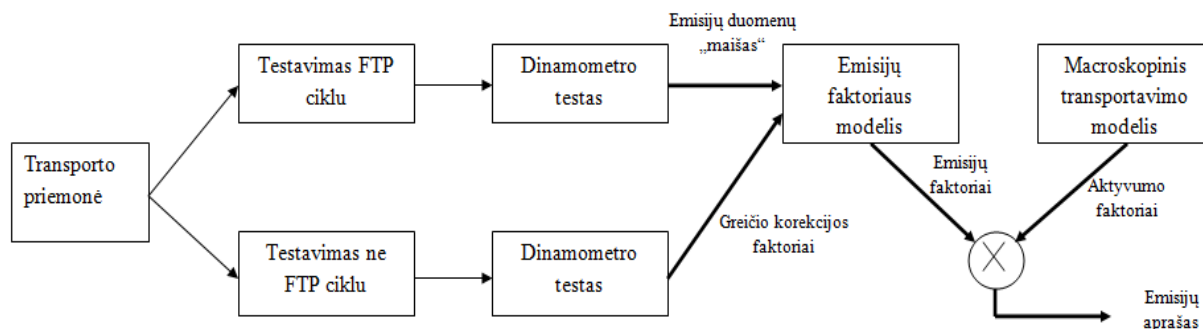 Emisijų duomenų
„maišas“
Testavimas FTP
ciklu
Dinamometro
testas
Emisijų
faktoriaus
modelis
Macroskopinis
transportavimo
modelis
Transporto
priemonė
Emisijų
faktoriai
Aktyvumo
faktoriai
Greičio korekcijos
faktoriai
Testavimas ne
FTP ciklu
Dinamometro
testas
X
Emisijų
aprašas